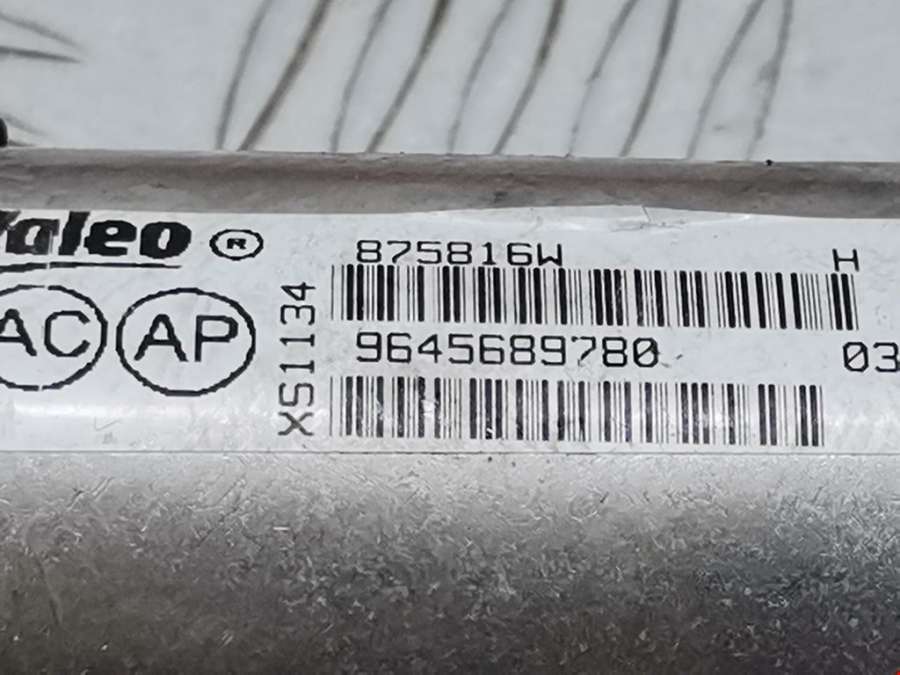 Valeo ®
875816W H
AC AP
XS1134
9645689780 03